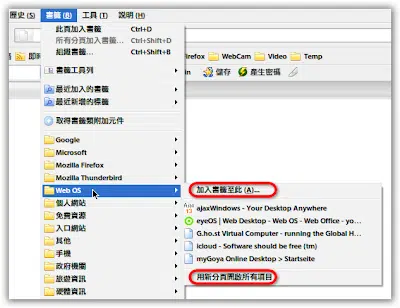 歷史(S) 書籤(B) 工具(T) 說明(H)
此頁加入書籤 Ctrl+D
所有分頁加入書籤... Ctrl+Shift+D
組織書籤... Ctrl+Shift+B
書籤工具列
最近加入的書籤
最近新增的標籤
取得書籤類附加元件
Google
Microsoft
Mozilla Firefox
Mozilla Thunderbird
Web OS
個人網站
免費資源
入口網站
其他
手機
政府機關
旅遊資訊
硬體資訊
即時
irefox WebCam Video Temp
in 儲存 產生密碼
加入書籤至此(A)...
ajaxWindows - Your Desktop Anywhere
eyeOS | Web Desktop - Web OS - Web Office - yo...
G.ho.st Virtual Computer - running the Global H...
icloud - Software should be free (tm)
myGoya Online Desktop > Startseite
用新分頁開啟所有項目